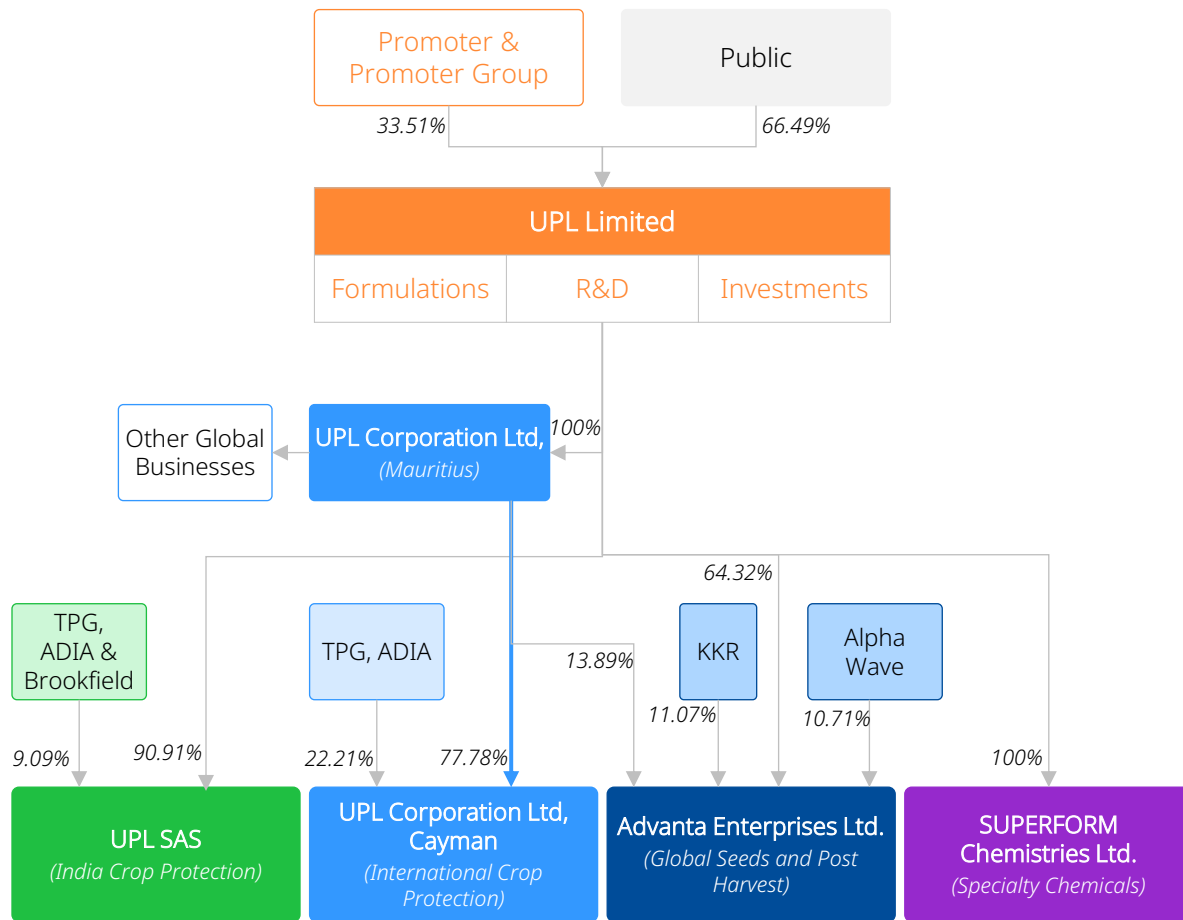 Promoter &
Promoter Group
Public
33.51%
66.49%
UPL Limited
Formulations
R&D
Investments
Other Global
Businesses
UPL Corporation Ltd,
(Mauritius)
100%
64.32%
TPG,
ADIA &
Brookfield
TPG, ADIA
13.89%
KKR
Alpha
Wave
11.07%
10.71%
9.09%
90.91%
22.21%
77.78%
100%
UPL SAS
(India Crop Protection)
UPL Corporation Ltd,
Cayman
(International Crop
Protection)
Advanta Enterprises Ltd.
(Global Seeds and Post
Harvest)
SUPERFORM
Chemistries Ltd.
(Specialty Chemicals)